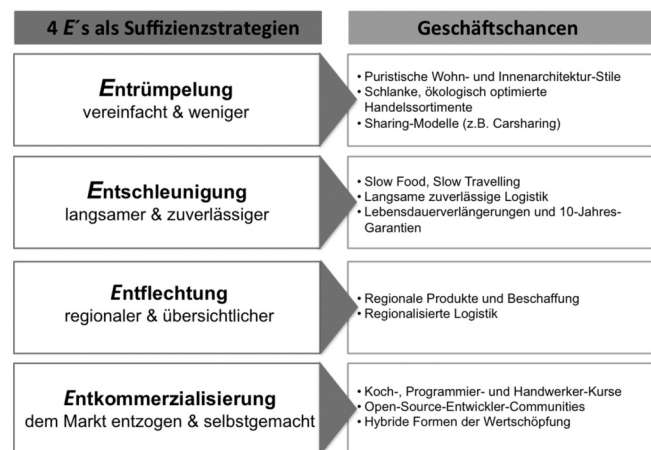 4 E´s als Suffizienzstrategien
Geschäftschancen
Entrümpelung
vereinfacht & weniger
• Puristische Wohn- und Innenarchitektur-Stile
• Schlanke, ökologisch optimierte
Handelssortimente
• Sharing-Modelle (z.B. Carsharing)
Entschleunigung
langsamer & zuverlässiger
• Slow Food, Slow Travelling
• Langsame zuverlässige Logistik
• Lebensdauerverlängerungen und 10-Jahres-
Garantien
Entflechtung
regionaler & übersichtlicher
• Regionale Produkte und Beschaffung
• Regionalisierte Logistik
Entkommerzialisierung
dem Markt entzogen & selbstgemacht
• Koch-, Programmier- und Handwerker-Kurse
• Open-Source-Entwickler-Communities
• Hybride Formen der Wertschöpfung